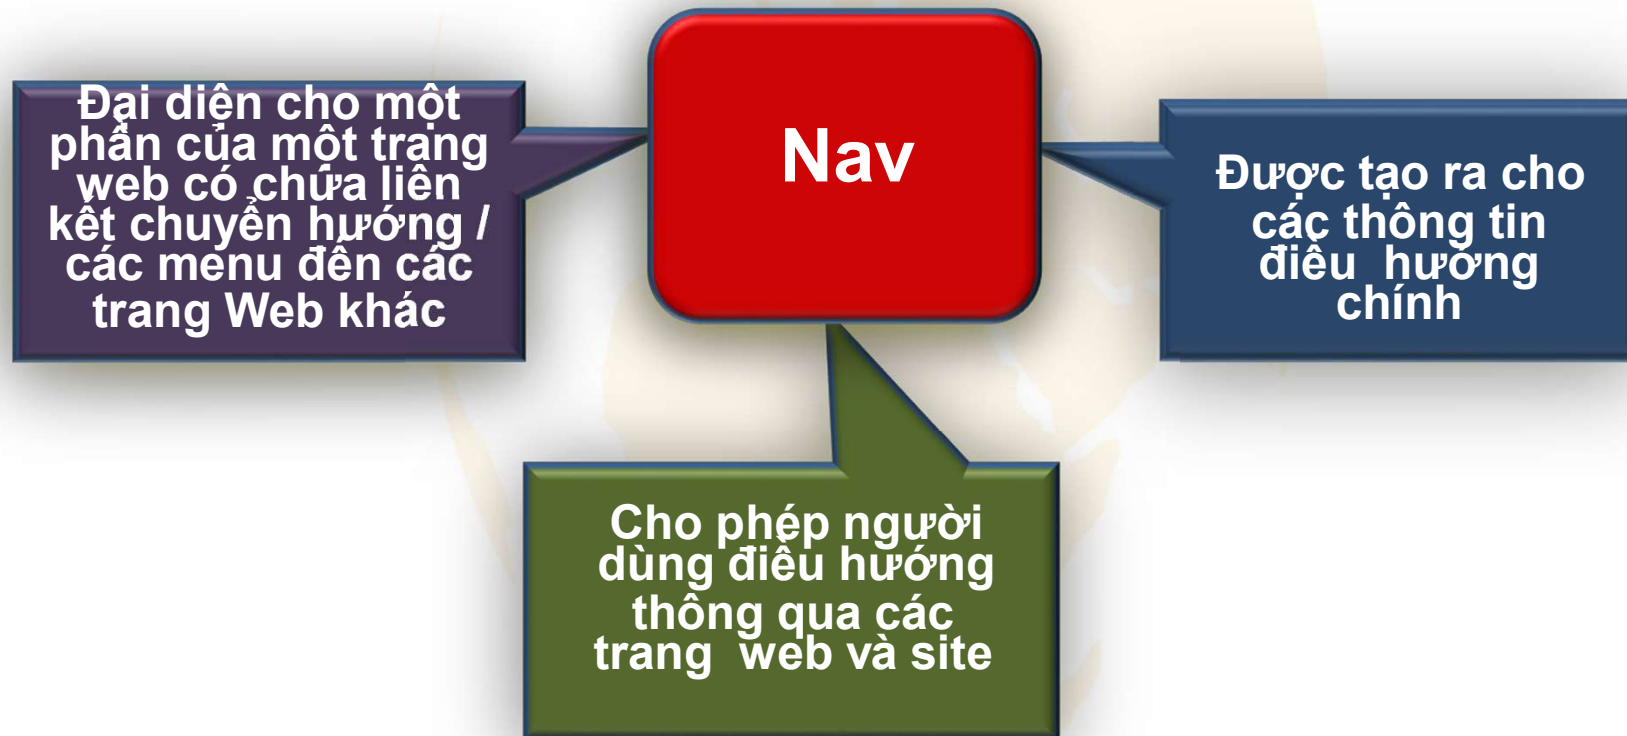 Nav
Đại diện cho một
phần của một trang
web có chứa liên
kết chuyển hướng /
các menu đến các
trang Web khác
Được tạo ra cho
các thông tin
điều hướng
chính
Cho phép người
dùng điều hướng
thông qua các
trang web và site